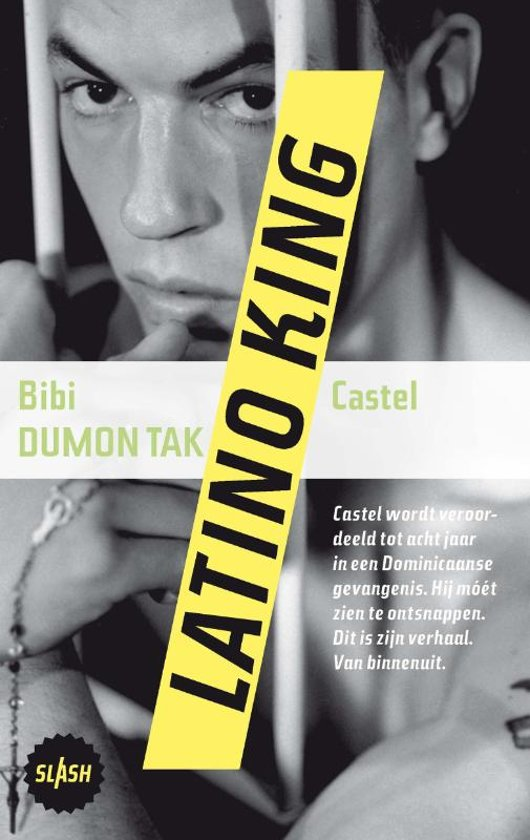 LATINO KING
Bibi
DUMON TAK
Castel
Castel wordt veroor-
deeld tot acht jaar
in een Dominicaanse
gevangenis. Hij móét
zien te ontsnappen.
Dit is zijn verhaal.
Van binnenuit.
SLASH